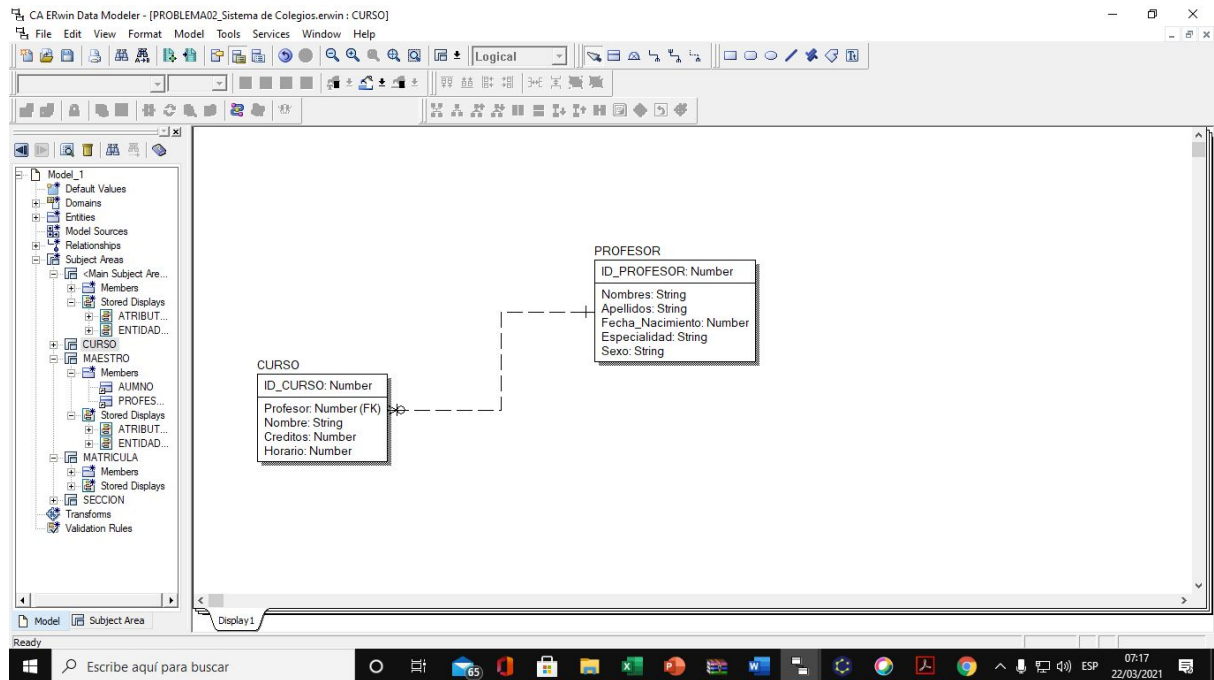 CA ERwin Data Modeler - [PROBLEMA02_Sistema de Colegios.erwin : CURSO]
File Edit View Format Model Tools Services Window Help
Logical
Model_1
Default Values
Domains
Entities
Model Sources
Relationships
Subject Areas
<Main Subject Are...
Members
Stored Displays
ATRIBUT...
ENTIDAD...
CURSO
MAESTRO
Members
AUMNO
PROFES...
Stored Displays
ATRIBUT...
ENTIDAD...
MATRICULA
Members
Stored Displays
SECCION
Transforms
Validation Rules
PROFESOR
ID_PROFESOR: Number
Nombres: String
Apellidos: String
Fecha_Nacimiento: Number
Especialidad: String
Sexo: String
CURSO
ID_CURSO: Number
Profesor: Number (FK)
Nombre: String
Creditos: Number
Horario: Number
Model Subject Area
Display1
Ready
Escribe aquí para buscar
65
ESP
07:17
22/03/2021